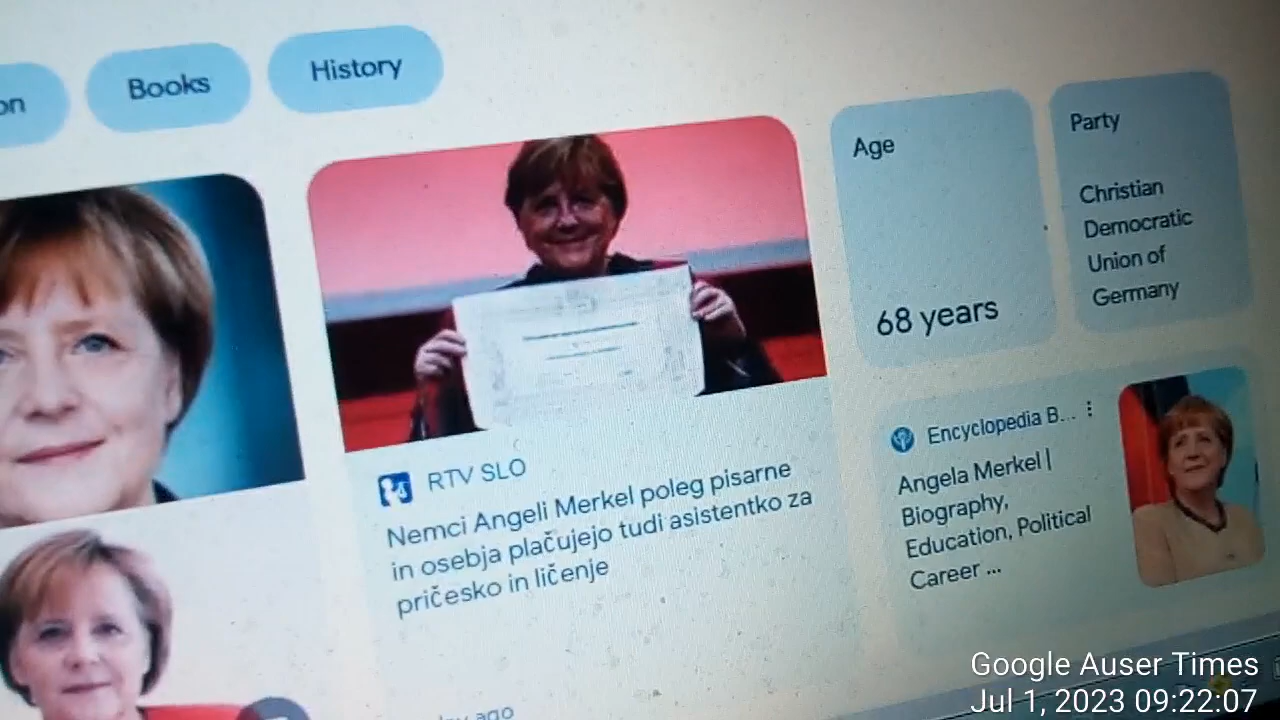 on
Books
History
Age
68 years
Party
Christian
Democratic
Union of
Germany
RTV SLO
Nemci Angeli Merkel poleg pisarne
in osebja plačujejo tudi asistentko za
pričesko in ličenje
ago
Encyclopedia B...
Angela Merkel |
Biography,
Education, Political
Career ...
Google Auser Times
Jul 1, 2023 09:22:07